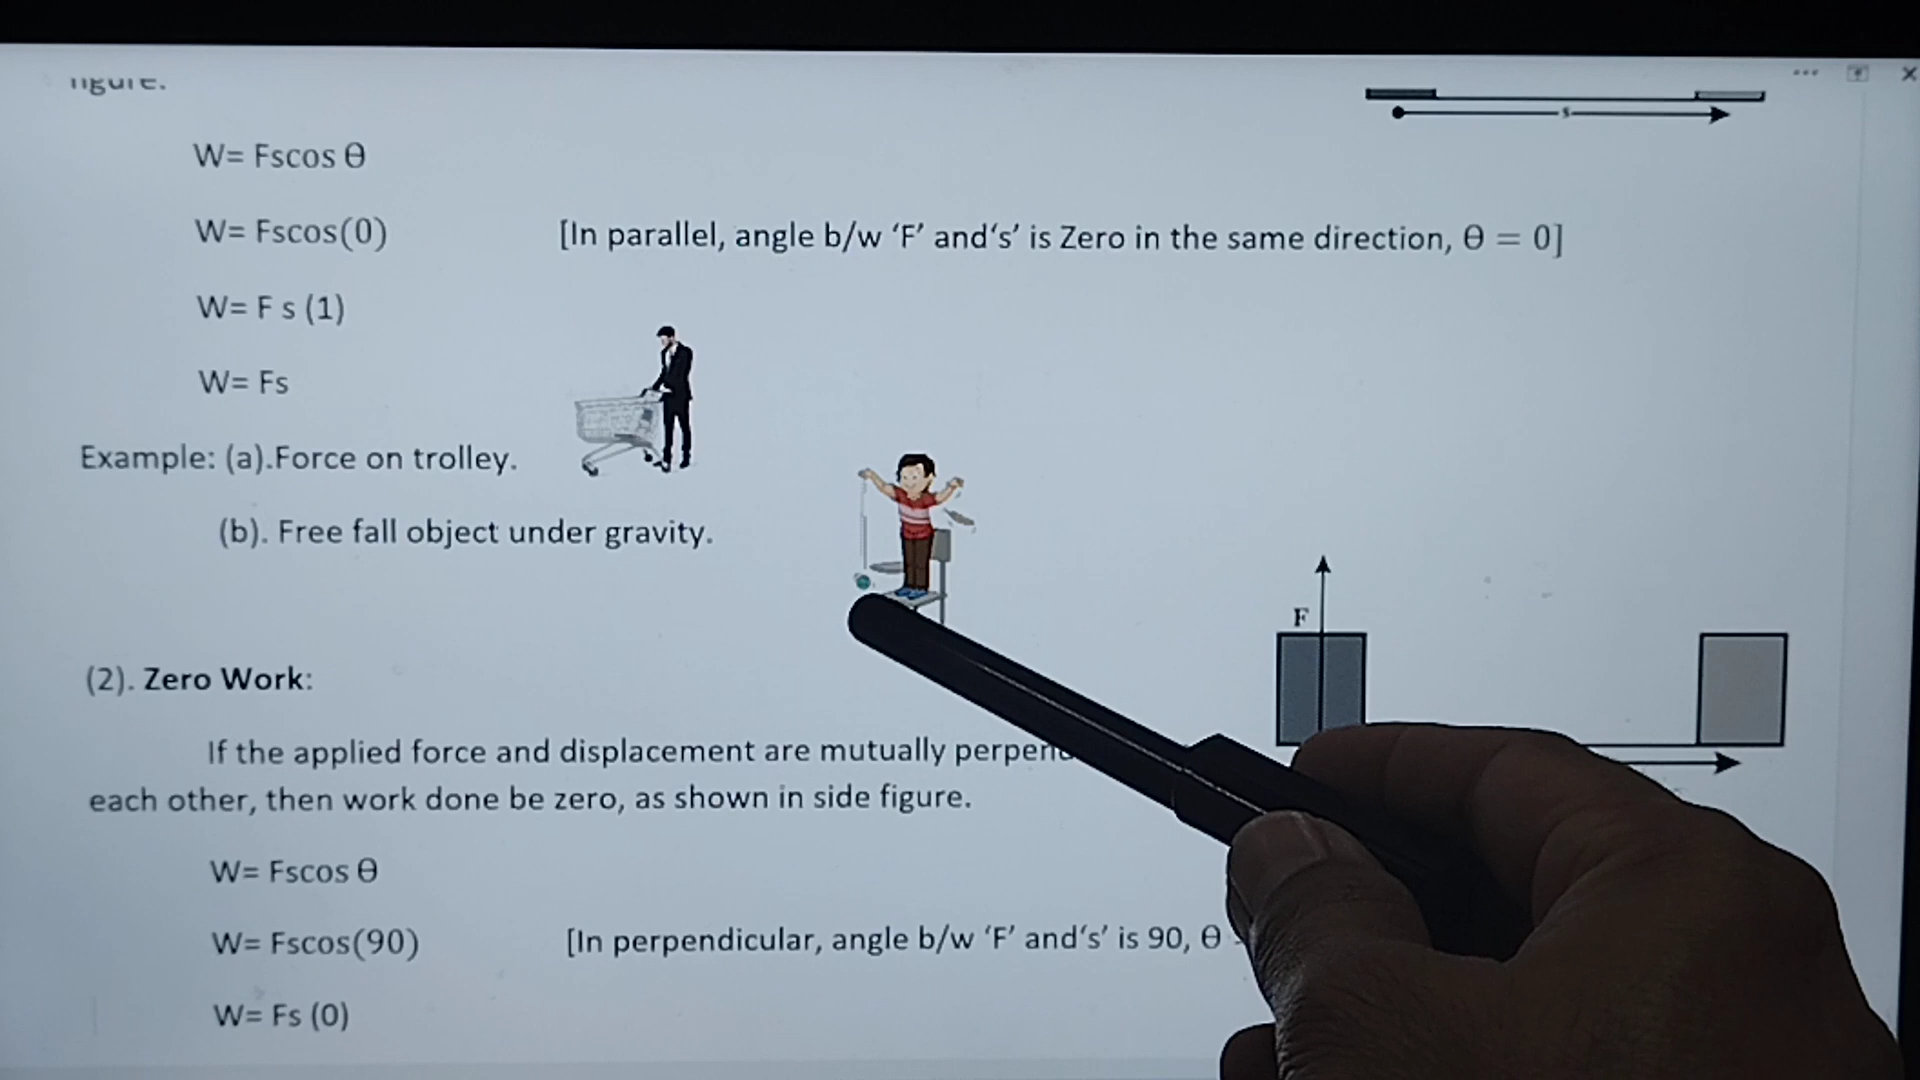 figure.
s
W= Fscos θ
W= Fscos(0) [In parallel, angle b/w ‘F’ and‘s’ is Zero in the same direction, θ = 0]
W= F s (1)
W= Fs
Example: (a).Force on trolley.
(b). Free fall object under gravity.
F
(2). Zero Work:
If the applied force and displacement are mutually
each other, then work done be zero, as shown in side figure.
W= Fscos θ
W= Fscos(90) [In perpendicular, angle b/w ‘F’ and‘s’ is 90, θ
W= Fs (0)